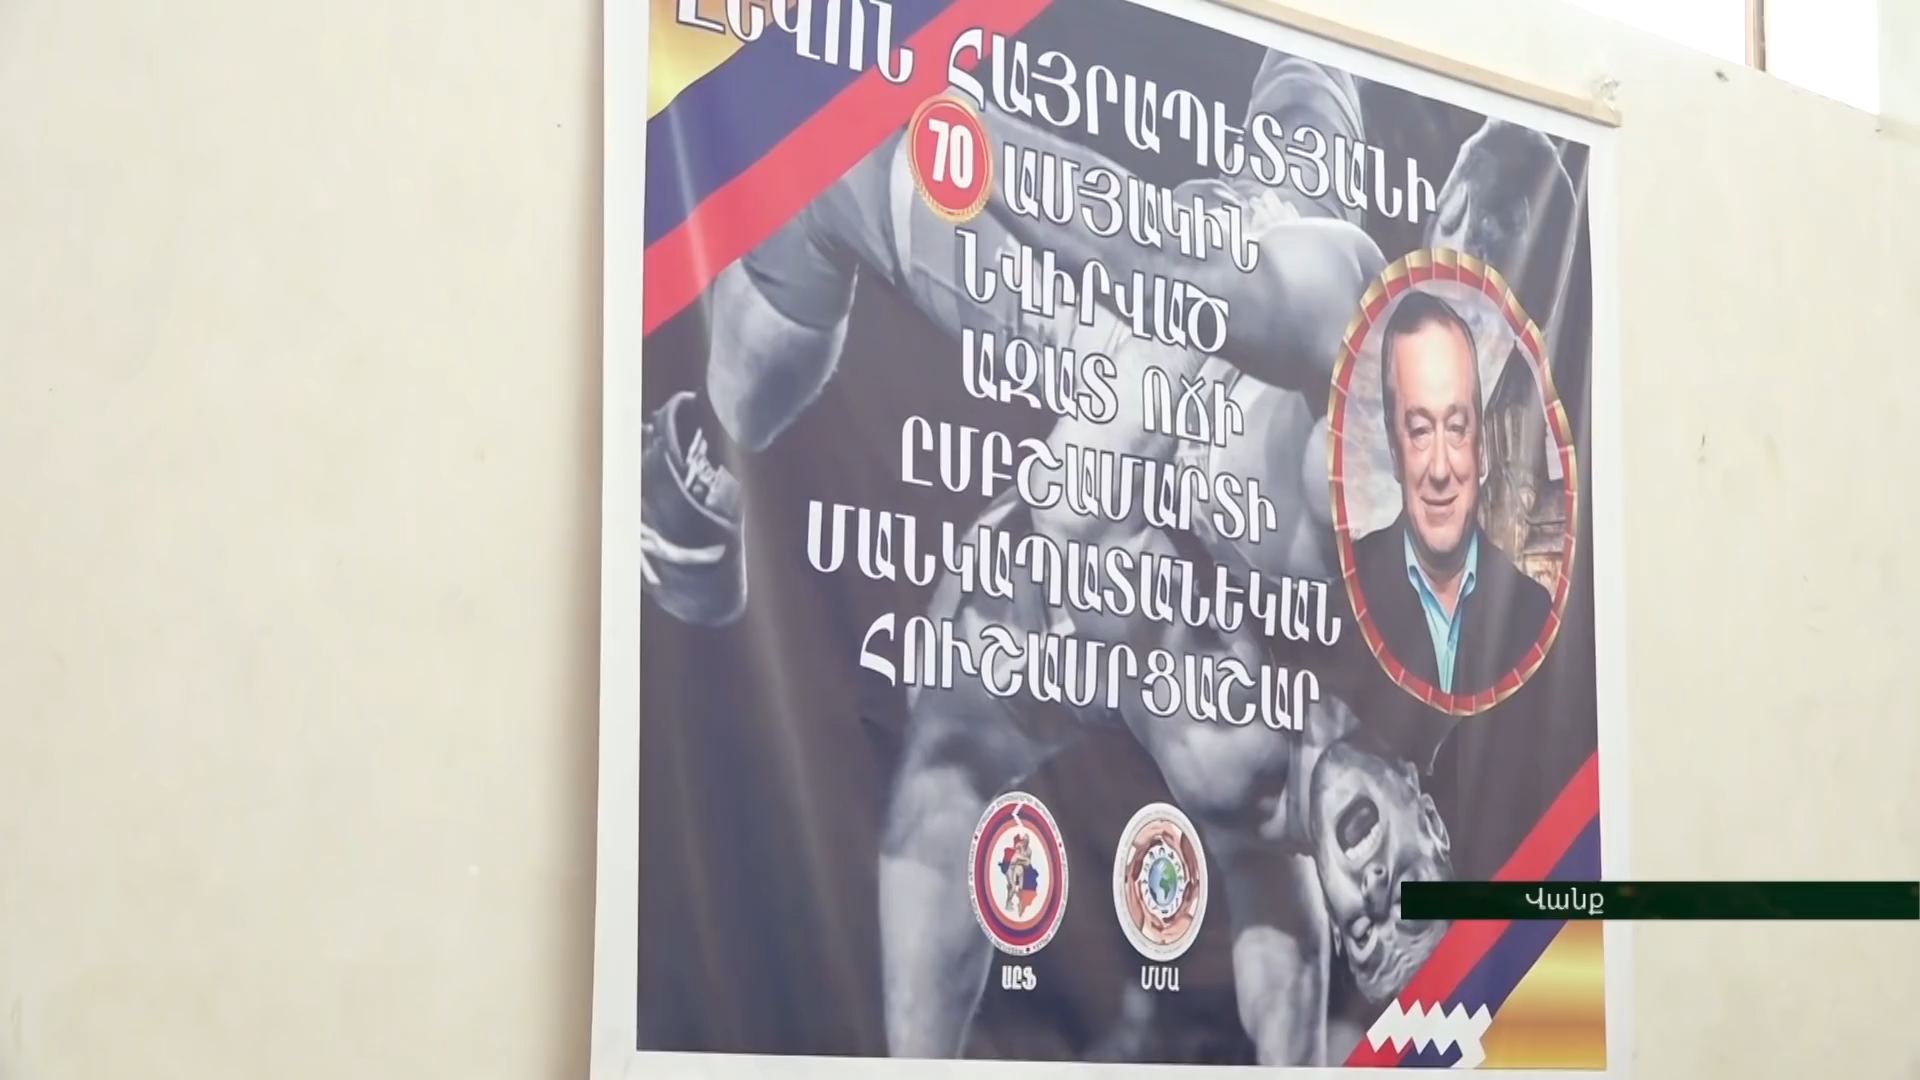 ԼԵՎՈՆ ՀԱՅՐԱՊԵՏՅԱՆԻ
70 ԱՄՅԱԿԻՆ
ՆՎԻՐՎԱԾ
ԱԶԱՏ ՈՃԻ
ԸՄԲՇԱՄԱՐՏԻ
ՄԱՆԿԱՊԱՏԱՆԵԿԱՆ
ՀՈՒՇԱՄՐՑԱՇԱՐ
ԱԸՖ
ՄՄԱ
Վանք